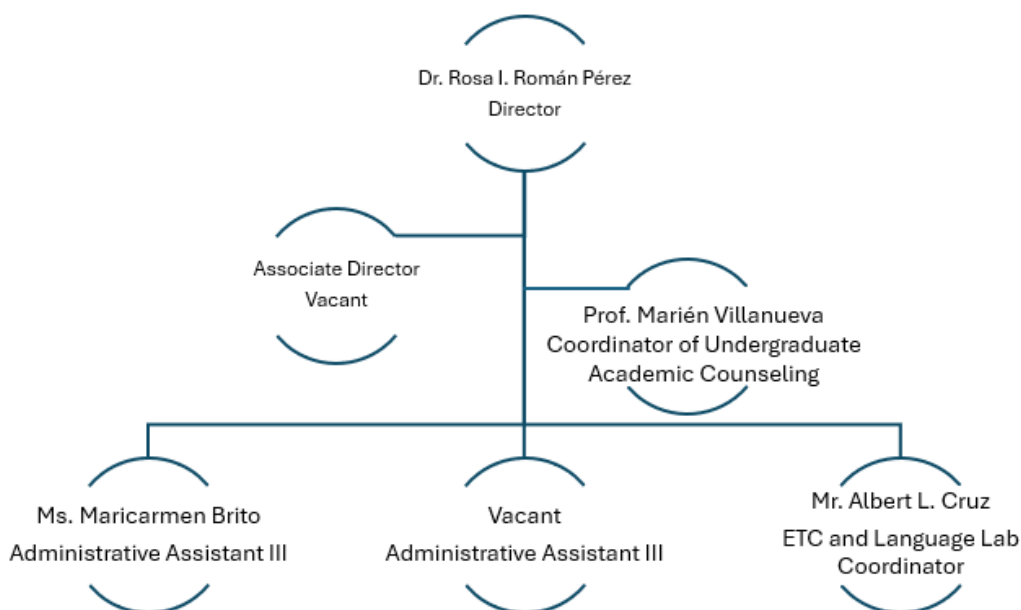 Dr. Rosa I. Román Pérez
Director
Associate Director
Vacant
Prof. Marién Villanueva
Coordinator of Undergraduate
Academic Counseling
Ms. Maricarmen Brito
Administrative Assistant III
Vacant
Administrative Assistant III
Mr. Albert L. Cruz
ETC and Language Lab
Coordinator